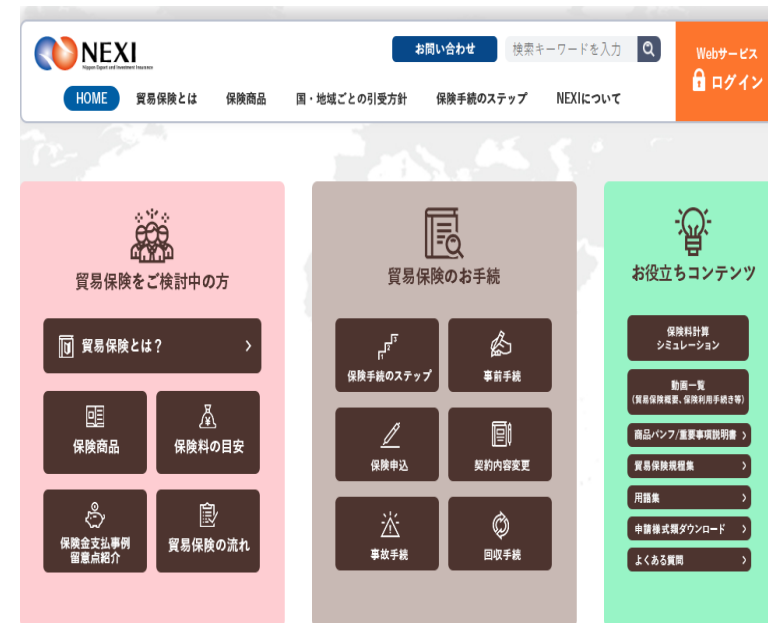 NEXI
Nippon Export and Investment Insurance
お問い合わせ
検索キーワードを入力
Webサービス
ログイン
HOME
貿易保険とは
保険商品
国・地域ごとの引受方針
保険手続のステップ
NEXIについて
貿易保険をご検討中の方
貿易保険とは?
保険商品
保険料の目安
保険金支払事例
留意点紹介
貿易保険の流れ
貿易保険のお手続
保険手続のステップ
事前手続
保険申込
契約内容変更
事故手続
回収手続
お役立ちコンテンツ
保険料計算
シミュレーション
動画一覧
(貿易保険概要、保険利用手続き等)
商品パンフ/重要事項説明書
貿易保険規程集
用語集
申請様式類ダウンロード
よくある質問